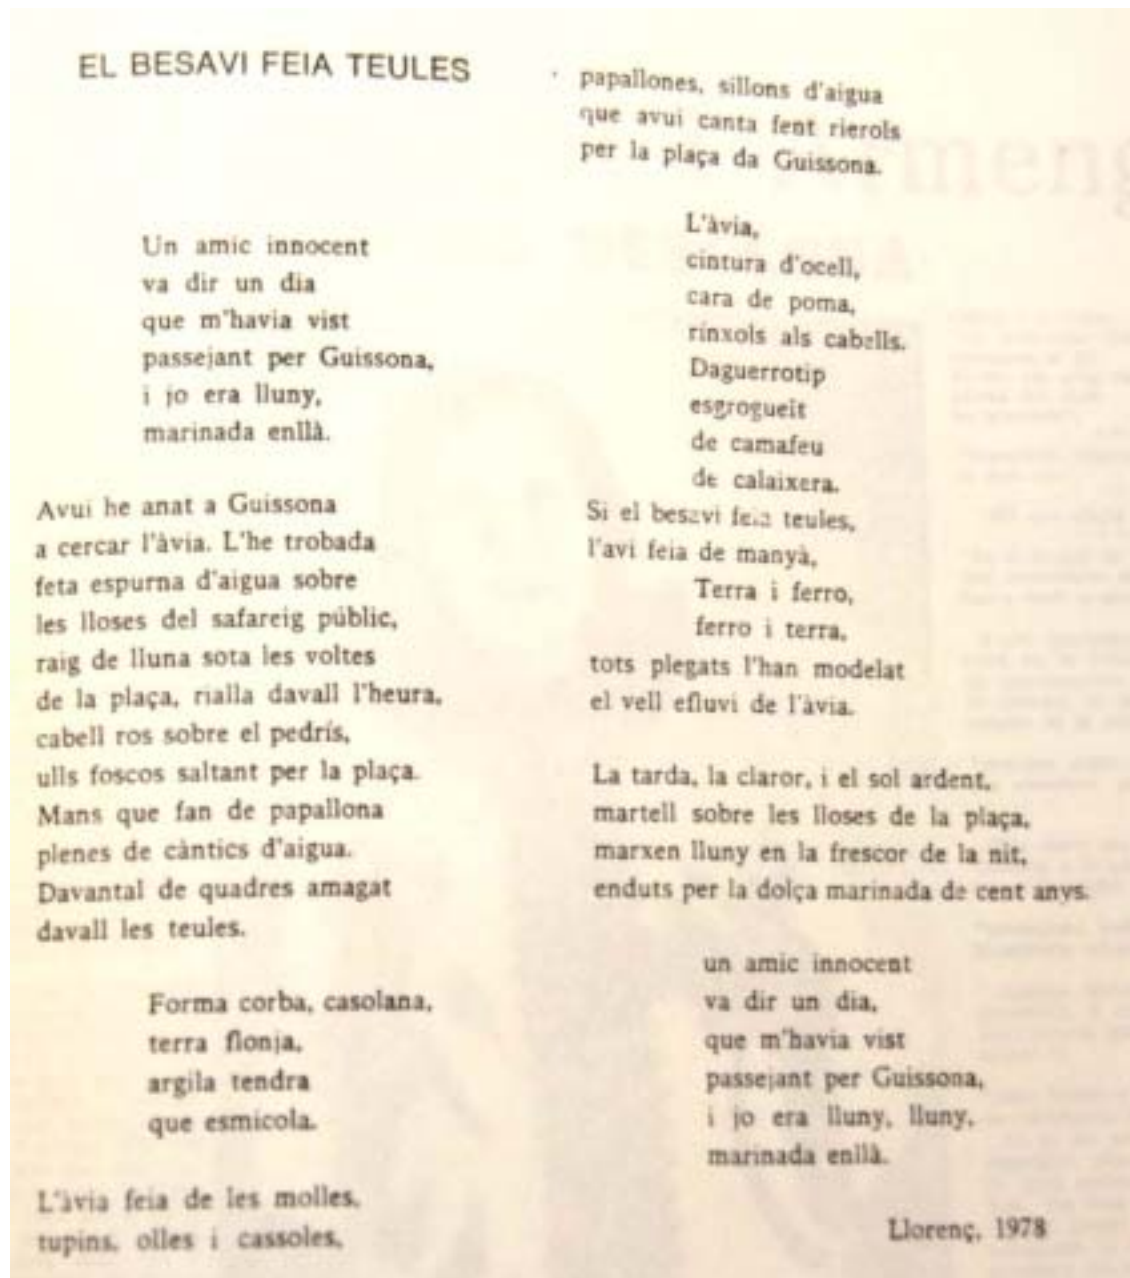 EL BESAVI FEIA TEULES
Un amic innocent
va dir un dia
que m'havia vist
passejant per Guissona,
i jo era lluny,
marinada enllà.
Avui he anat a Guissona
a cercar l'àvia. L'he trobada
feta espurna d'aigua sobre
les lloses del safareig públic,
raig de lluna sota les voltes
de la plaça, rialla davall l'heura,
cabell ros sobre el pedrís,
ulls foscos saltant per la plaça.
Mans que fan de papallona
plenes de càntics d'aigua.
Davantal de quadres amagat
davall les teules.
Forma corba, casolana,
terra flonja,
argila tendra
que esmicola.
L'àvia feia de les molles,
tupins, olles i cassoles,
papallones, sillons d'aigua
que avui canta fent rierols
per la plaça da Guissona.
L'àvia,
cintura d'ocell,
cara de poma,
rínxols als cabells.
Daguerrotip
esgrogueït
de camafeu
de calaixera.
Si el besavi feia teules,
l'avi feia de manyà,
Terra i ferro,
ferro i terra,
tots plegats l'han modelat
el vell efluvi de l'àvia.
La tarda, la claror, i el sol ardent,
martell sobre les lloses de la plaça,
marxen lluny en la frescor de la nit,
enduts per la dolça marinada de cent anys.
un amic innocent
va dir un dia,
que m'havia vist
passejant per Guissona,
i jo era lluny, lluny,
marinada enllà.
Llorenç, 1978